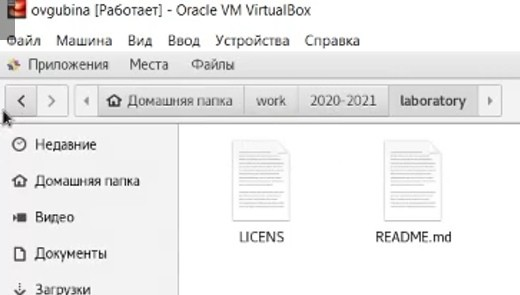 ovgubina [Работает] - Oracle VM VirtualBox
Файл Машина Вид Ввод Устройства Справка
Приложения Места Файлы
Домашняя папка work 2020-2021 laboratory
Недавние
Домашняя папка
Видео
Документы
Загрузки
LICENS README.md